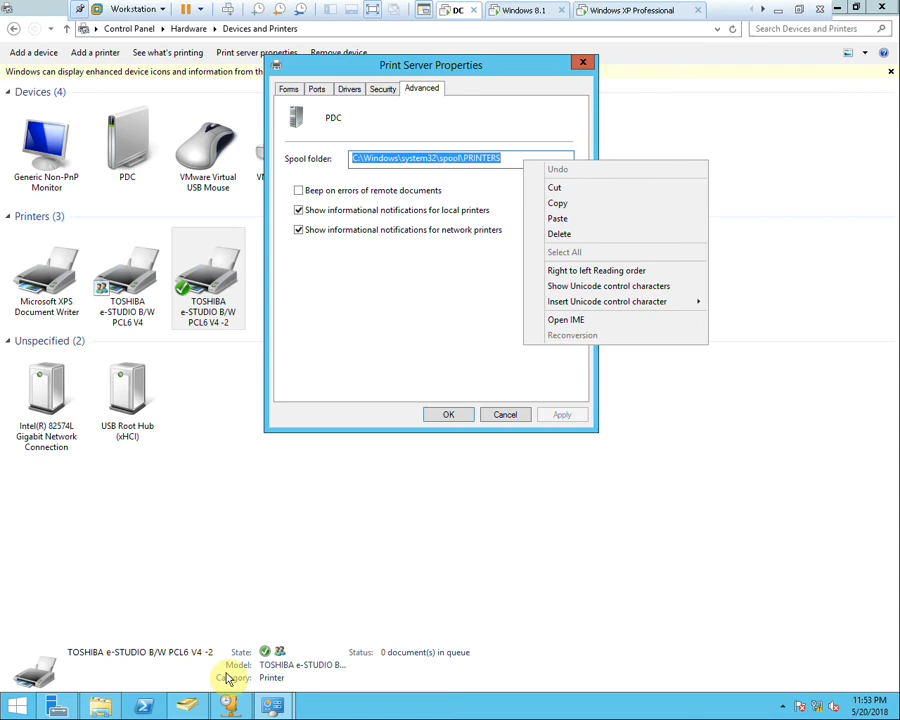 Workstation
DC
Windows 8.1
Windows XP Professional
Control Panel
Hardware
Devices and Printers
Search Devices and Printers
Add a device
Add a printer
See what's printing
Print server properties
Remove device
Windows can display enhanced device icons and information from the
Devices (4)
Generic Non-PnP
Monitor
PDC
VMware Virtual
USB Mouse
Printers (3)
Microsoft XPS
Document Writer
TOSHIBA
e-STUDIO B/W
PCL6 V4
TOSHIBA
e-STUDIO B/W
PCL6 V4 -2
Unspecified (2)
Intel(R) 82574L
Gigabit Network
Connection
USB Root Hub
(xHCI)
Print Server Properties
Forms
Ports
Drivers
Security
Advanced
PDC
Spool folder:
C:\Windows\system32\spool\PRINTERS
Beep on errors of remote documents
Show informational notifications for local printers
Show informational notifications for network printers
OK
Cancel
Apply
Undo
Cut
Copy
Paste
Delete
Select All
Right to left Reading order
Show Unicode control characters
Insert Unicode control character
Open IME
Reconversion
TOSHIBA e-STUDIO B/W PCL6 V4 -2
State:
Status: 0 document(s) in queue
Model: TOSHIBA e-STUDIO B...
Category: Printer
11:53 PM
5/20/2018